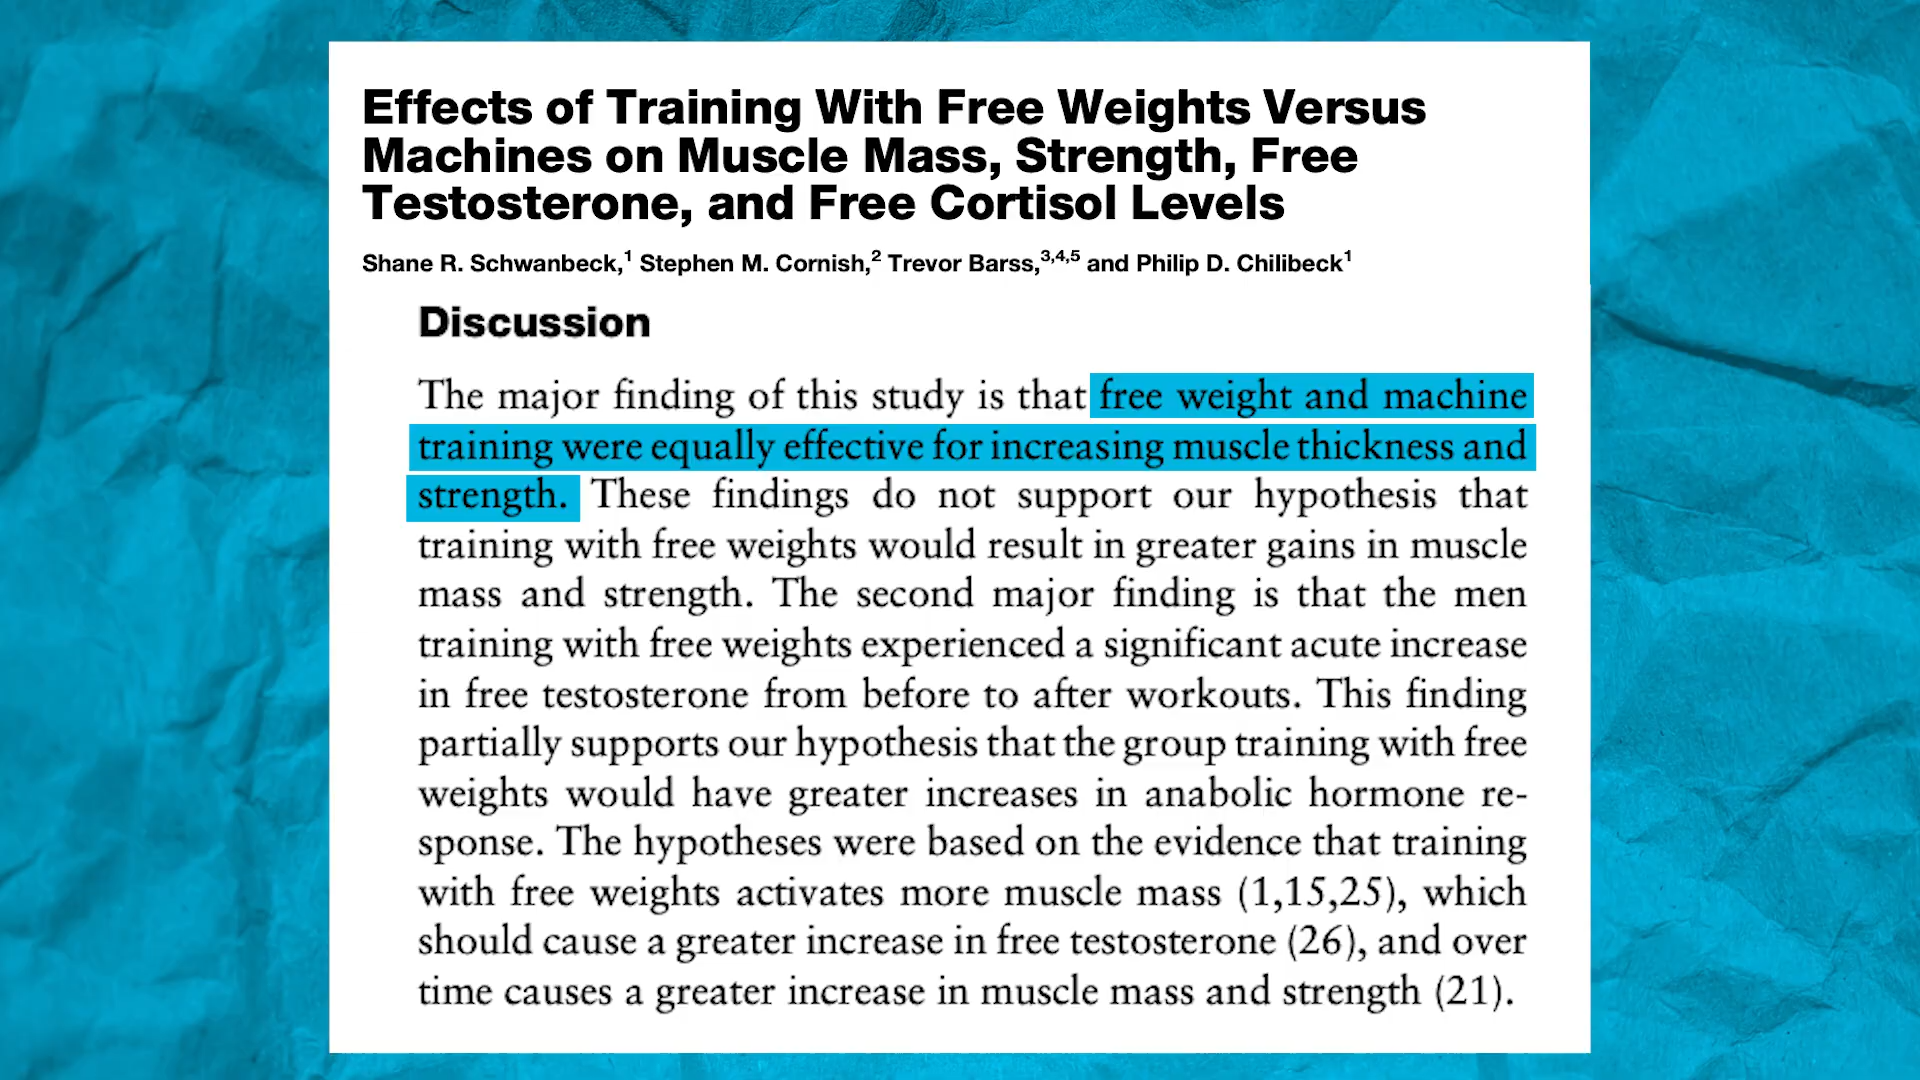 Effects of Training With Free Weights Versus
Machines on Muscle Mass, Strength, Free
Testosterone, and Free Cortisol Levels
Shane R. Schwanbeck,1 Stephen M. Cornish,2 Trevor Barss,3,4,5 and Philip D. Chilibeck1
Discussion
The major finding of this study is that free weight and machine
training were equally effective for increasing muscle thickness and
strength. These findings do not support our hypothesis that
training with free weights would result in greater gains in muscle
mass and strength. The second major finding is that the men
training with free weights experienced a significant acute increase
in free testosterone from before to after workouts. This finding
partially supports our hypothesis that the group training with free
weights would have greater increases in anabolic hormone re-
sponse. The hypotheses were based on the evidence that training
with free weights activates more muscle mass (1,15,25), which
should cause a greater increase in free testosterone (26), and over
time causes a greater increase in muscle mass and strength (21).